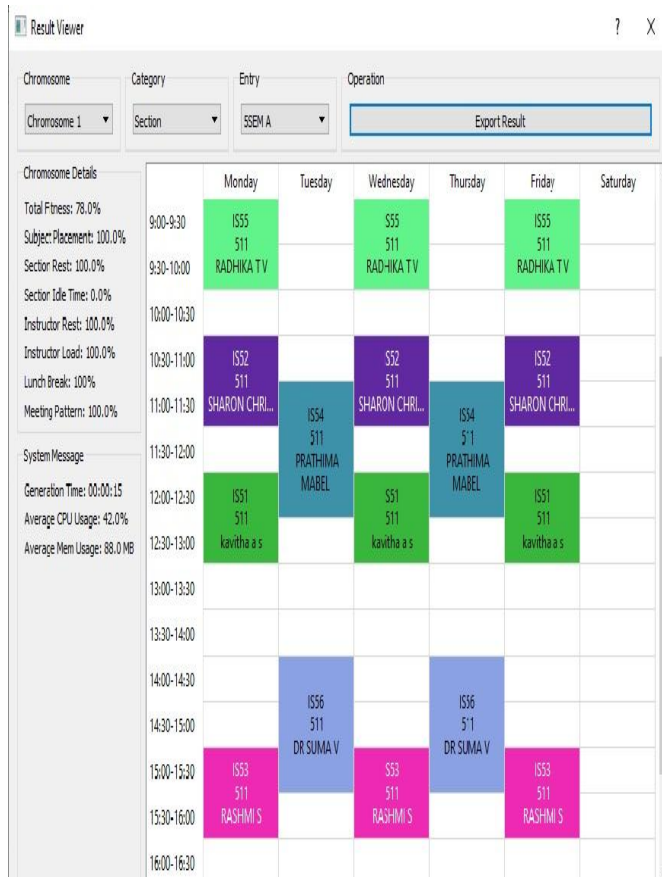 Result Viewer ? X
Chromosome Category Entry Operation
Chromosome 1 Section 5SEM A Export Result
Chromosome Details
Total Fitness: 78.0%
Subject Placement: 100.0%
Section Rest: 100.0%
Section Idle Time: 0.0%
Instructor Rest: 100.0%
Instructor Load: 100.0%
Lunch Break: 100%
Meeting Pattern: 100.0%
System Message
Generation Time: 00:00:15
Average CPU Usage: 42.0%
Average Mem Usage: 88.0 MB
Monday Tuesday Wednesday Thursday Friday Saturday
9:00-9:30 IS55 S55 IS55
511 511 511
9:30-10:00 RADHIKA T V RADHIKA T V RADHIKA T V
10:00-10:30
10:30-11:00 IS52 S52 IS52
511 511 511
11:00-11:30 SHARON CHRI... SHARON CHRI... SHARON CHRI...
IS54 IS54
511 511
11:30-12:00 PRATHIMA PRATHIMA
MABEL MABEL
12:00-12:30 IS51 S51 IS51
511 511 511
12:30-13:00 kavitha a s kavitha a s kavitha a s
13:00-13:30
13:30-14:00
14:00-14:30
IS56 IS56
14:30-15:00 511 511
DR SUMA V DR SUMA V
15:00-15:30 IS53 S53 IS53
511 511 511
15:30-16:00 RASHMI S RASHMI S RASHMI S
16:00-16:30